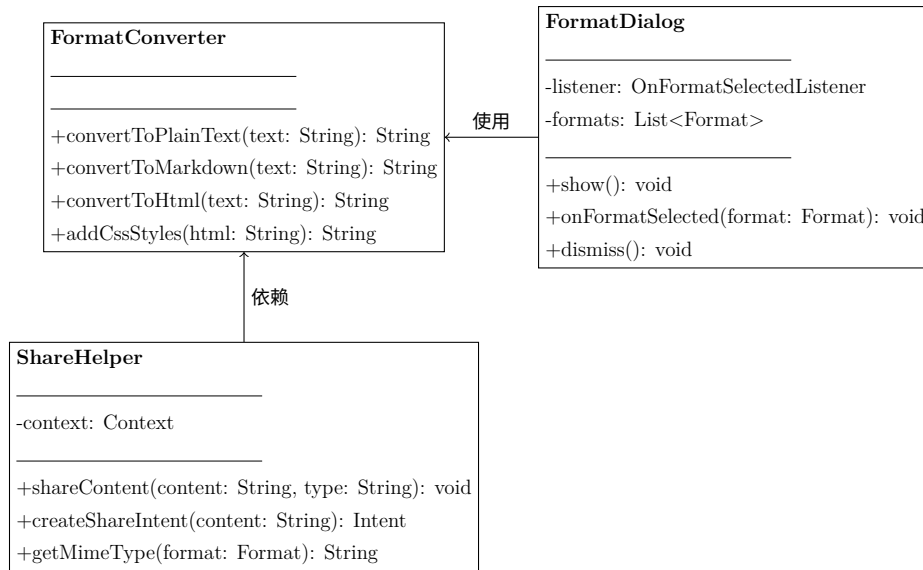 FormatConverter
+convertToPlainText(text: String): String
+convertToMarkdown(text: String): String
+convertToHtml(text: String): String
+addCssStyles(html: String): String
使用
FormatDialog
-listener: OnFormatSelectedListener
-formats: List<Format>
+show(): void
+onFormatSelected(format: Format): void
+dismiss(): void
依赖
ShareHelper
-context: Context
+shareContent(content: String, type: String): void
+createShareIntent(content: String): Intent
+getMimeType(format: Format): String